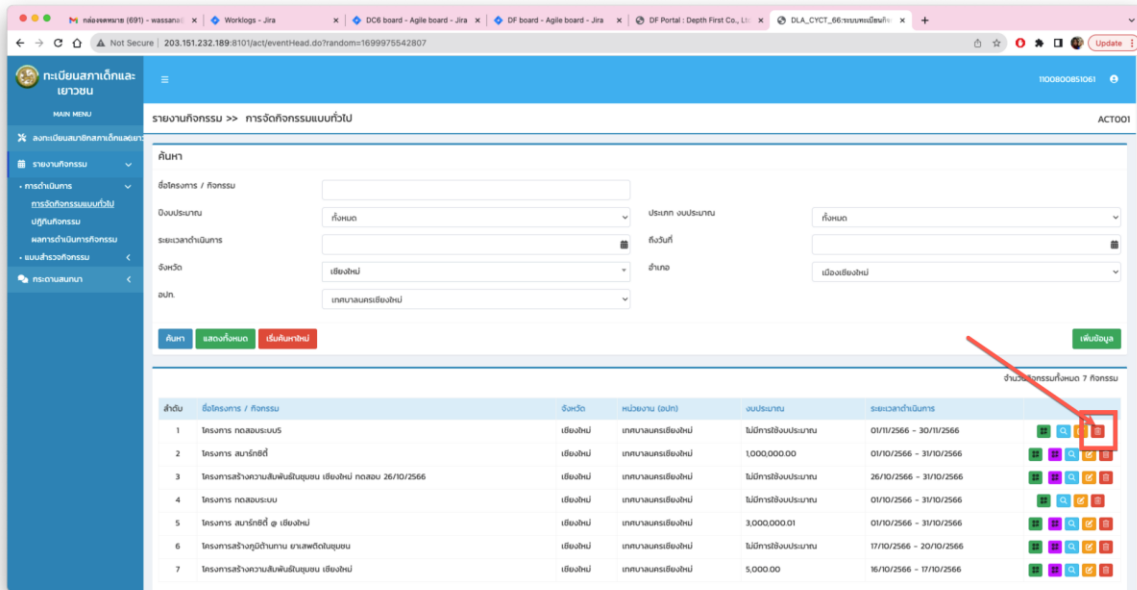 กล่องจดหมาย (691) - wassana@
Worklogs - Jira
DC6 board - Agile board - Jira
DF board - Agile board - Jira
DF Portal : Depth First Co., Lt
DLA_CYCT_66:ระบบทะเบียนกิจ
Not Secure 203.151.232.189:8101/act/eventHead.do?random=1699975542807
Update
ทะเบียนสภาเด็กและ
เยาวชน
1100800851061
MAIN MENU
รายงานกิจกรรม >> การจัดกิจกรรมแบบทั่วไป
ACT001
ลงทะเบียนสมาชิกสภาเด็กและเยาว
รายงานกิจกรรม
• การดำเนินการ
การจัดกิจกรรมแบบทั่วไป
ปฏิทินกิจกรรม
ผลการดำเนินการกิจกรรม
• แบบสำรวจกิจกรรม
กระดานสนทนา
ค้นหา
ชื่อโครงการ / กิจกรรม
ปีงบประมาณ ทั้งหมด ประเภท งบประมาณ ทั้งหมด
ระยะเวลาดำเนินการ ถึงวันที่
จังหวัด เชียงใหม่ อำเภอ เมืองเชียงใหม่
อปท. เทศบาลนครเชียงใหม่
ค้นหา แสดงทั้งหมด เริ่มค้นหาใหม่ เพิ่มข้อมูล
จำนวนกิจกรรมทั้งหมด 7 กิจกรรม
ลำดับ ชื่อโครงการ / กิจกรรม จังหวัด หน่วยงาน (อปท) งบประมาณ ระยะเวลาดำเนินการ
1 โครงการ ทดสอบระบบ5 เชียงใหม่ เทศบาลนครเชียงใหม่ ไม่มีการใช้งบประมาณ 01/11/2566 - 30/11/2566
2 โครงการ สมาร์ทซิตี้ เชียงใหม่ เทศบาลนครเชียงใหม่ 1,000,000.00 01/10/2566 - 31/10/2566
3 โครงการสร้างความสัมพันธ์ในชุมชน เชียงใหม่ ทดสอบ 26/10/2566 เชียงใหม่ เทศบาลนครเชียงใหม่ ไม่มีการใช้งบประมาณ 26/10/2566 - 31/10/2566
4 โครงการ ทดสอบระบบ เชียงใหม่ เทศบาลนครเชียงใหม่ ไม่มีการใช้งบประมาณ 01/10/2566 - 31/10/2566
5 โครงการ สมาร์ทซิตี้ @ เชียงใหม่ เชียงใหม่ เทศบาลนครเชียงใหม่ 3,000,000.01 01/10/2566 - 31/10/2566
6 โครงการสร้างภูมิต้านทาน ยาเสพติดในชุมชน เชียงใหม่ เทศบาลนครเชียงใหม่ ไม่มีการใช้งบประมาณ 17/10/2566 - 20/10/2566
7 โครงการสร้างความสัมพันธ์ในชุมชน เชียงใหม่ เชียงใหม่ เทศบาลนครเชียงใหม่ 5,000.00 16/10/2566 - 17/10/2566